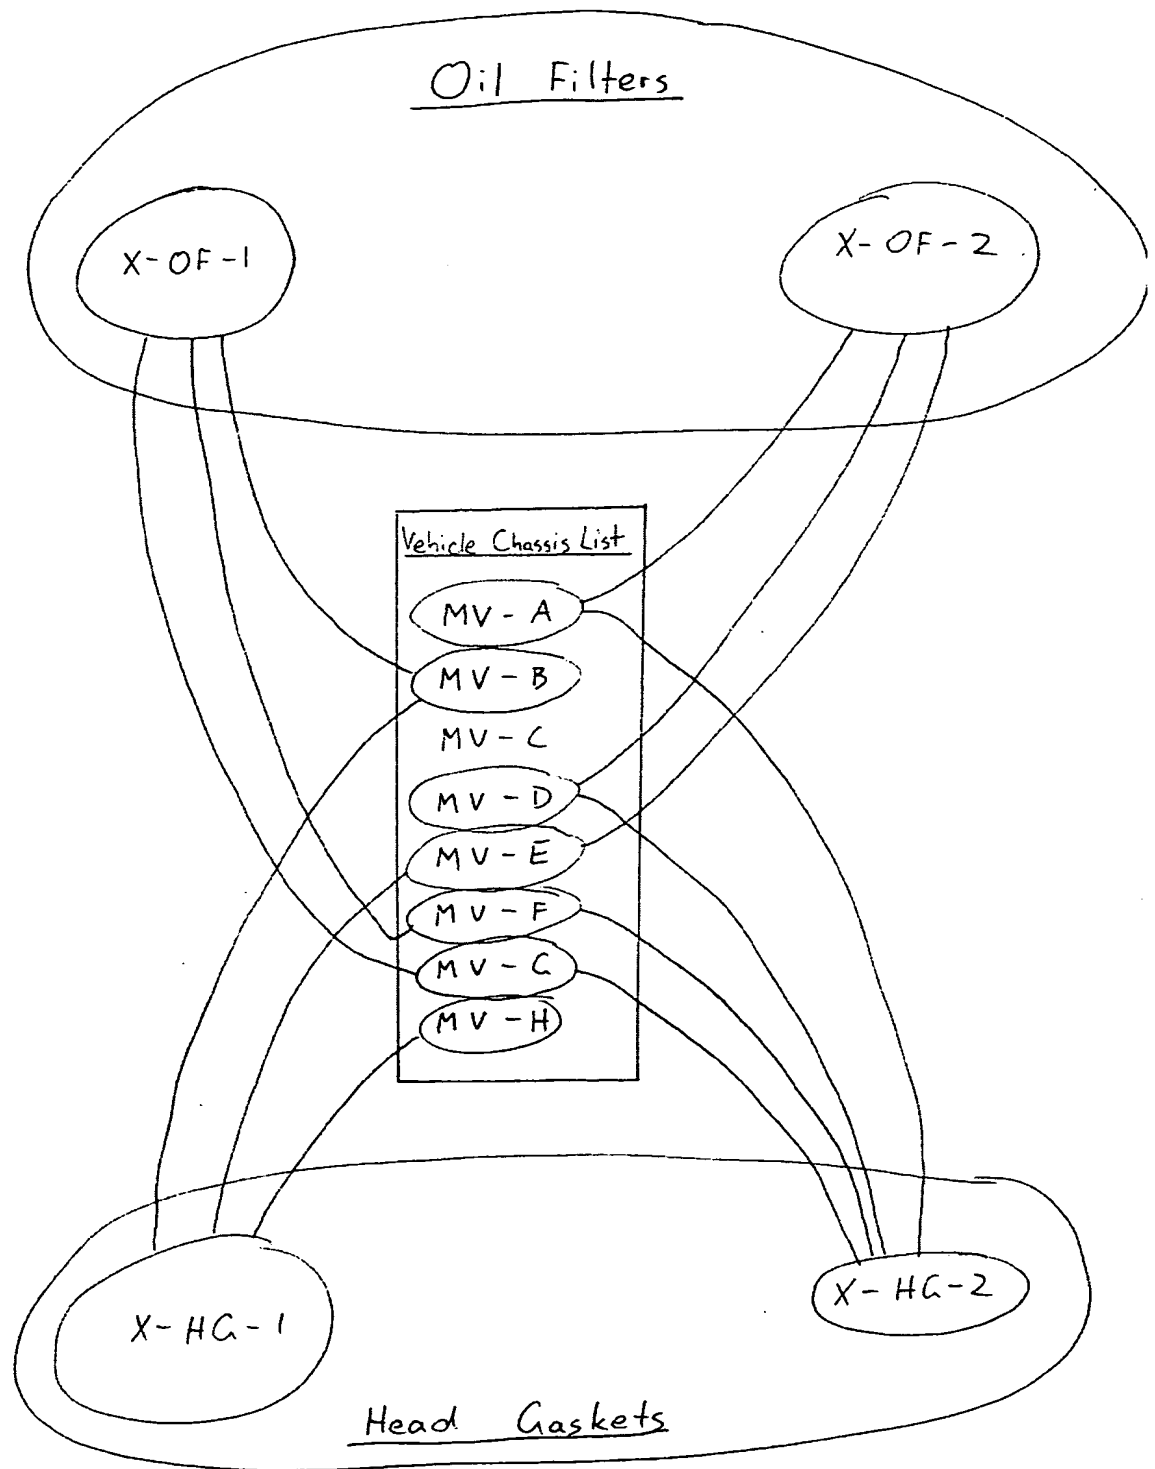 Oil Filters
X-OF-1
X-OF-2
Vehicle Chassis List
MV-A
MV-B
MV-C
MV-D
MV-E
MV-F
MV-G
MV-H
X-HG-1
X-HG-2
Head Gaskets